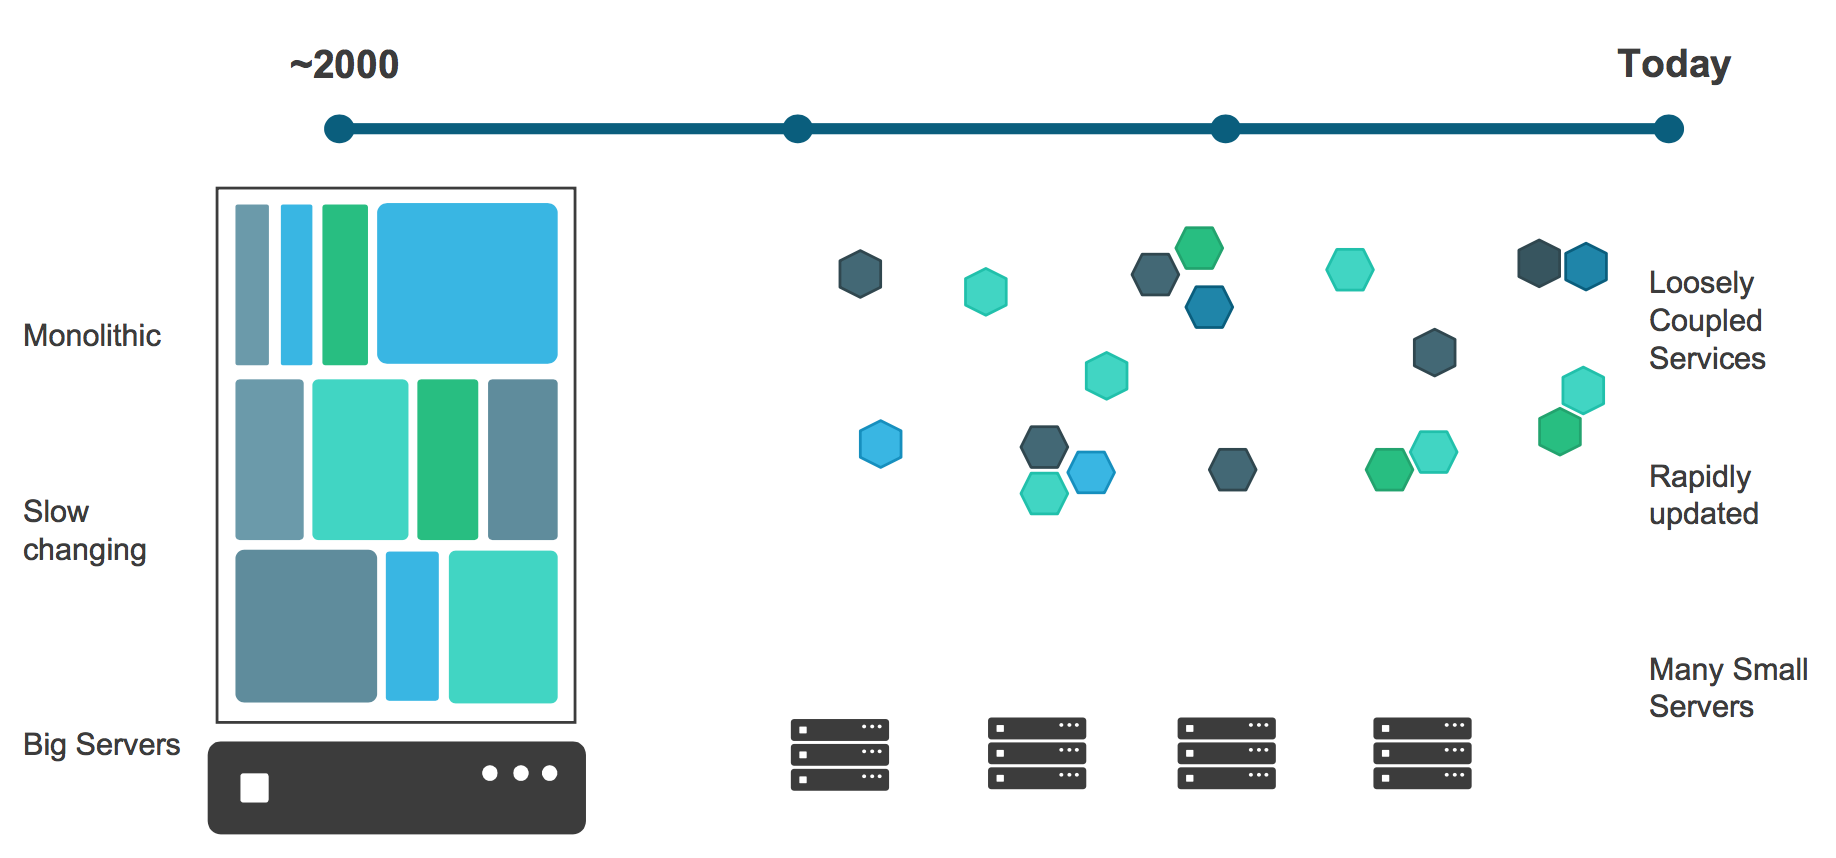 ~2000
Today
Monolithic
Slow
changing
Big Servers
Loosely
Coupled
Services
Rapidly
updated
Many Small
Servers